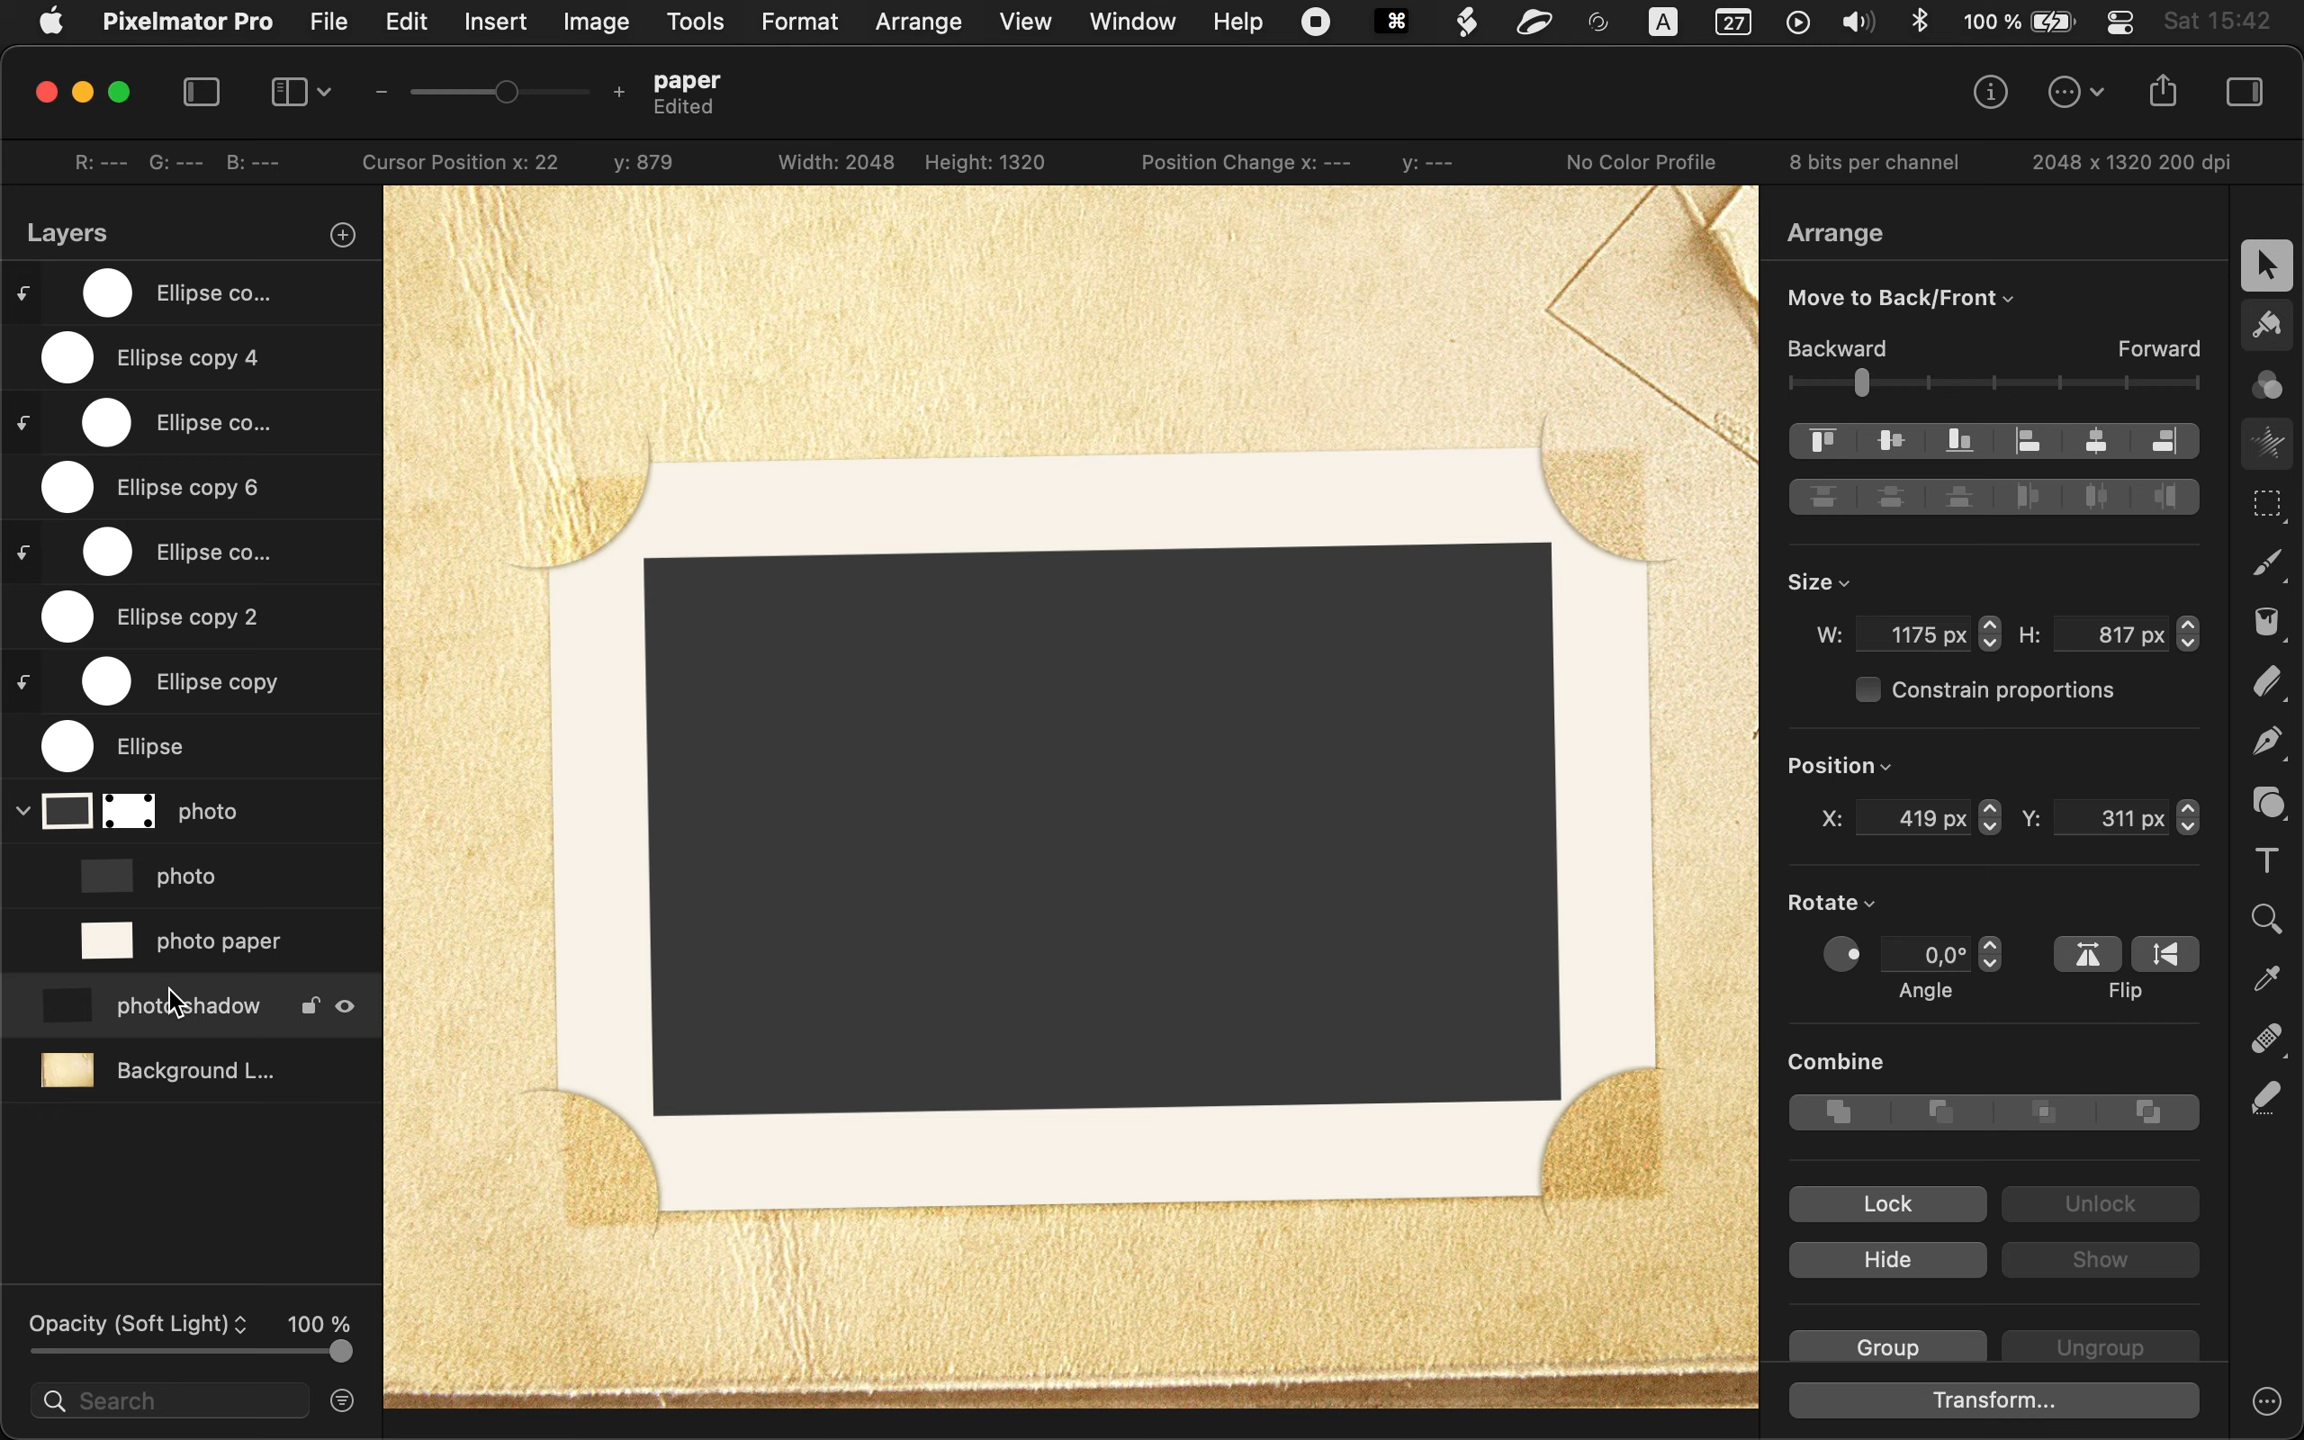 Pixelmator Pro File Edit Insert Image Tools Format Arrange View Window Help ⌘ A 27 100 % Sat 15:42
paper
Edited
R: --- G: --- B: --- Cursor Position x: 22 y: 879 Width: 2048 Height: 1320 Position Change x: --- y: --- No Color Profile 8 bits per channel 2048 x 1320 200 dpi
Layers
Ellipse co...
Ellipse copy 4
Ellipse co...
Ellipse copy 6
Ellipse co...
Ellipse copy 2
Ellipse copy
Ellipse
photo
photo
photo paper
photo shadow
Background L...
Opacity (Soft Light) 100 %
Search
Arrange
Move to Back/Front
Backward Forward
Size
W: 1175 px H: 817 px
Constrain proportions
Position
X: 419 px Y: 311 px
Rotate
0,0°
Angle Flip
Combine
Lock Unlock
Hide Show
Group Ungroup
Transform...